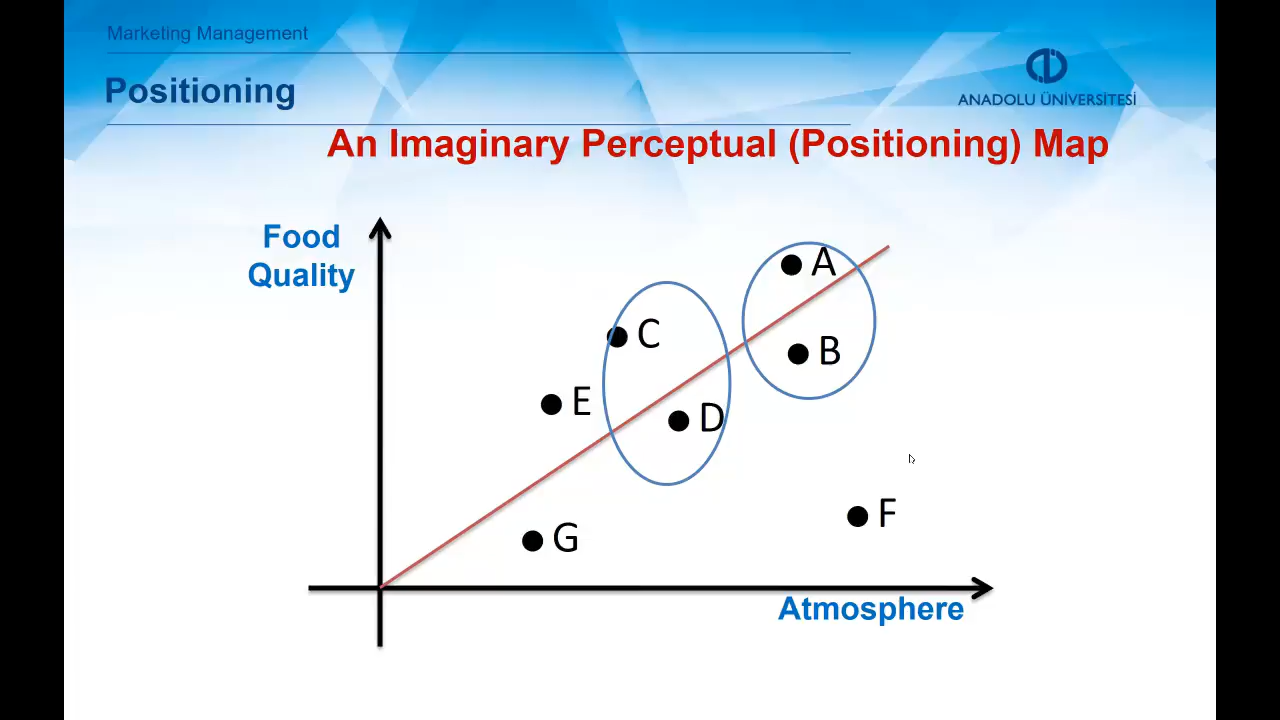 Marketing Management
Positioning
ANADOLU ÜNİVERSİTESİ
An Imaginary Perceptual (Positioning) Map
Food
Quality
A
C
B
E
D
F
G
Atmosphere